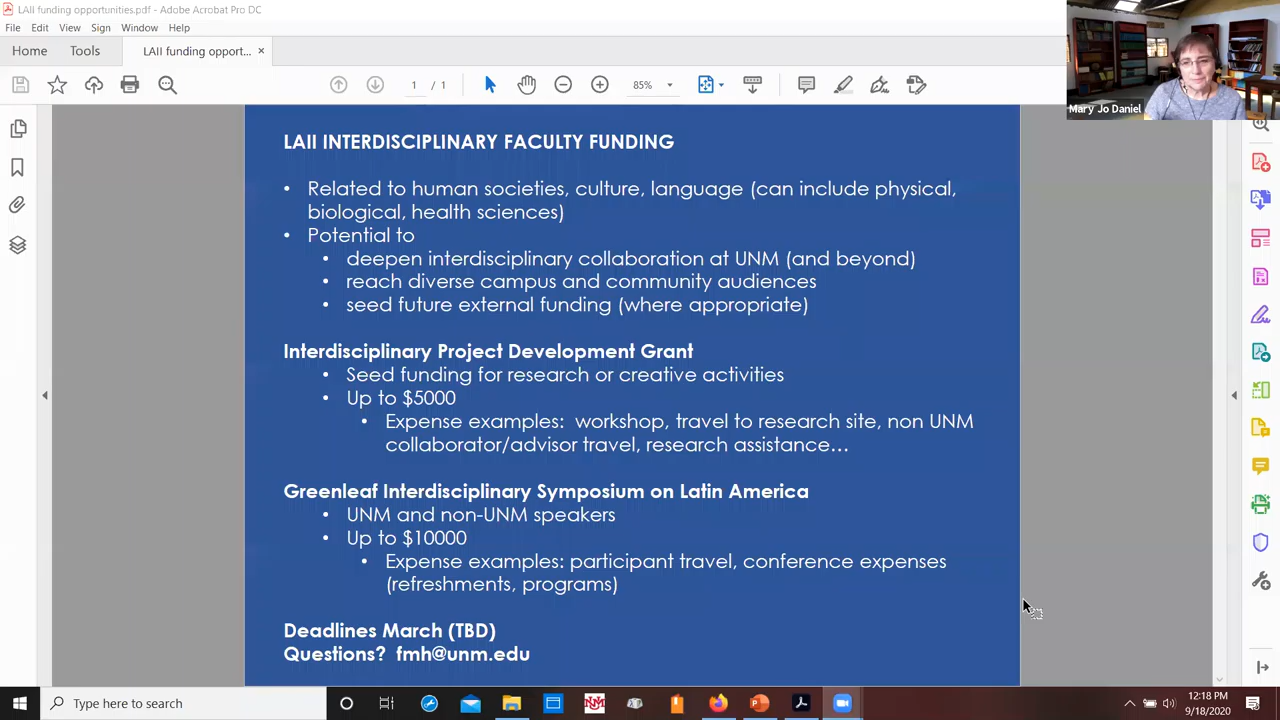 LAII funding opportunities.pdf - Adobe Acrobat Pro DC
File Edit View Sign Window Help
Home Tools LAII funding opport... ×
1 / 1 85%
Mary Jo Daniel
LAII INTERDISCIPLINARY FACULTY FUNDING
• Related to human societies, culture, language (can include physical,
biological, health sciences)
• Potential to
• deepen interdisciplinary collaboration at UNM (and beyond)
• reach diverse campus and community audiences
• seed future external funding (where appropriate)
Interdisciplinary Project Development Grant
• Seed funding for research or creative activities
• Up to $5000
• Expense examples: workshop, travel to research site, non UNM
collaborator/advisor travel, research assistance…
Greenleaf Interdisciplinary Symposium on Latin America
• UNM and non-UNM speakers
• Up to $10000
• Expense examples: participant travel, conference expenses
(refreshments, programs)
Deadlines March (TBD)
Questions? fmh@unm.edu
Type here to search
12:18 PM
9/18/2020